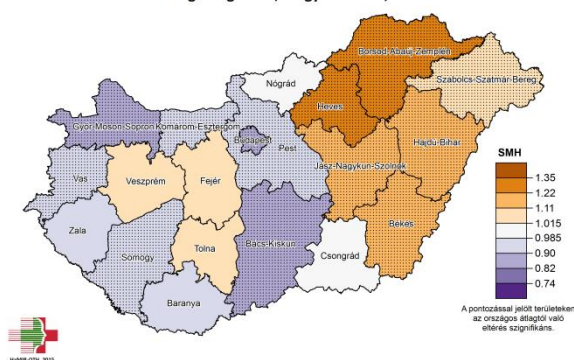 Borsod-Abaúj-Zemplén
Nógrád
Szabolcs-Szatmár-Bereg
Heves
Győr-Moson-Sopron
Komárom-Esztergom
Budapest
Pest
Hajdú-Bihar
Jász-Nagykun-Szolnok
Vas
Veszprém
Fejér
Zala
Somogy
Tolna
Bács-Kiskun
Békés
Csongrád
Baranya
SMH
1.35
1.22
1.11
1.015
0.985
0.90
0.82
0.74
A pontozással jelölt területeken
az országos átlagtól való
eltérés szignifikáns.